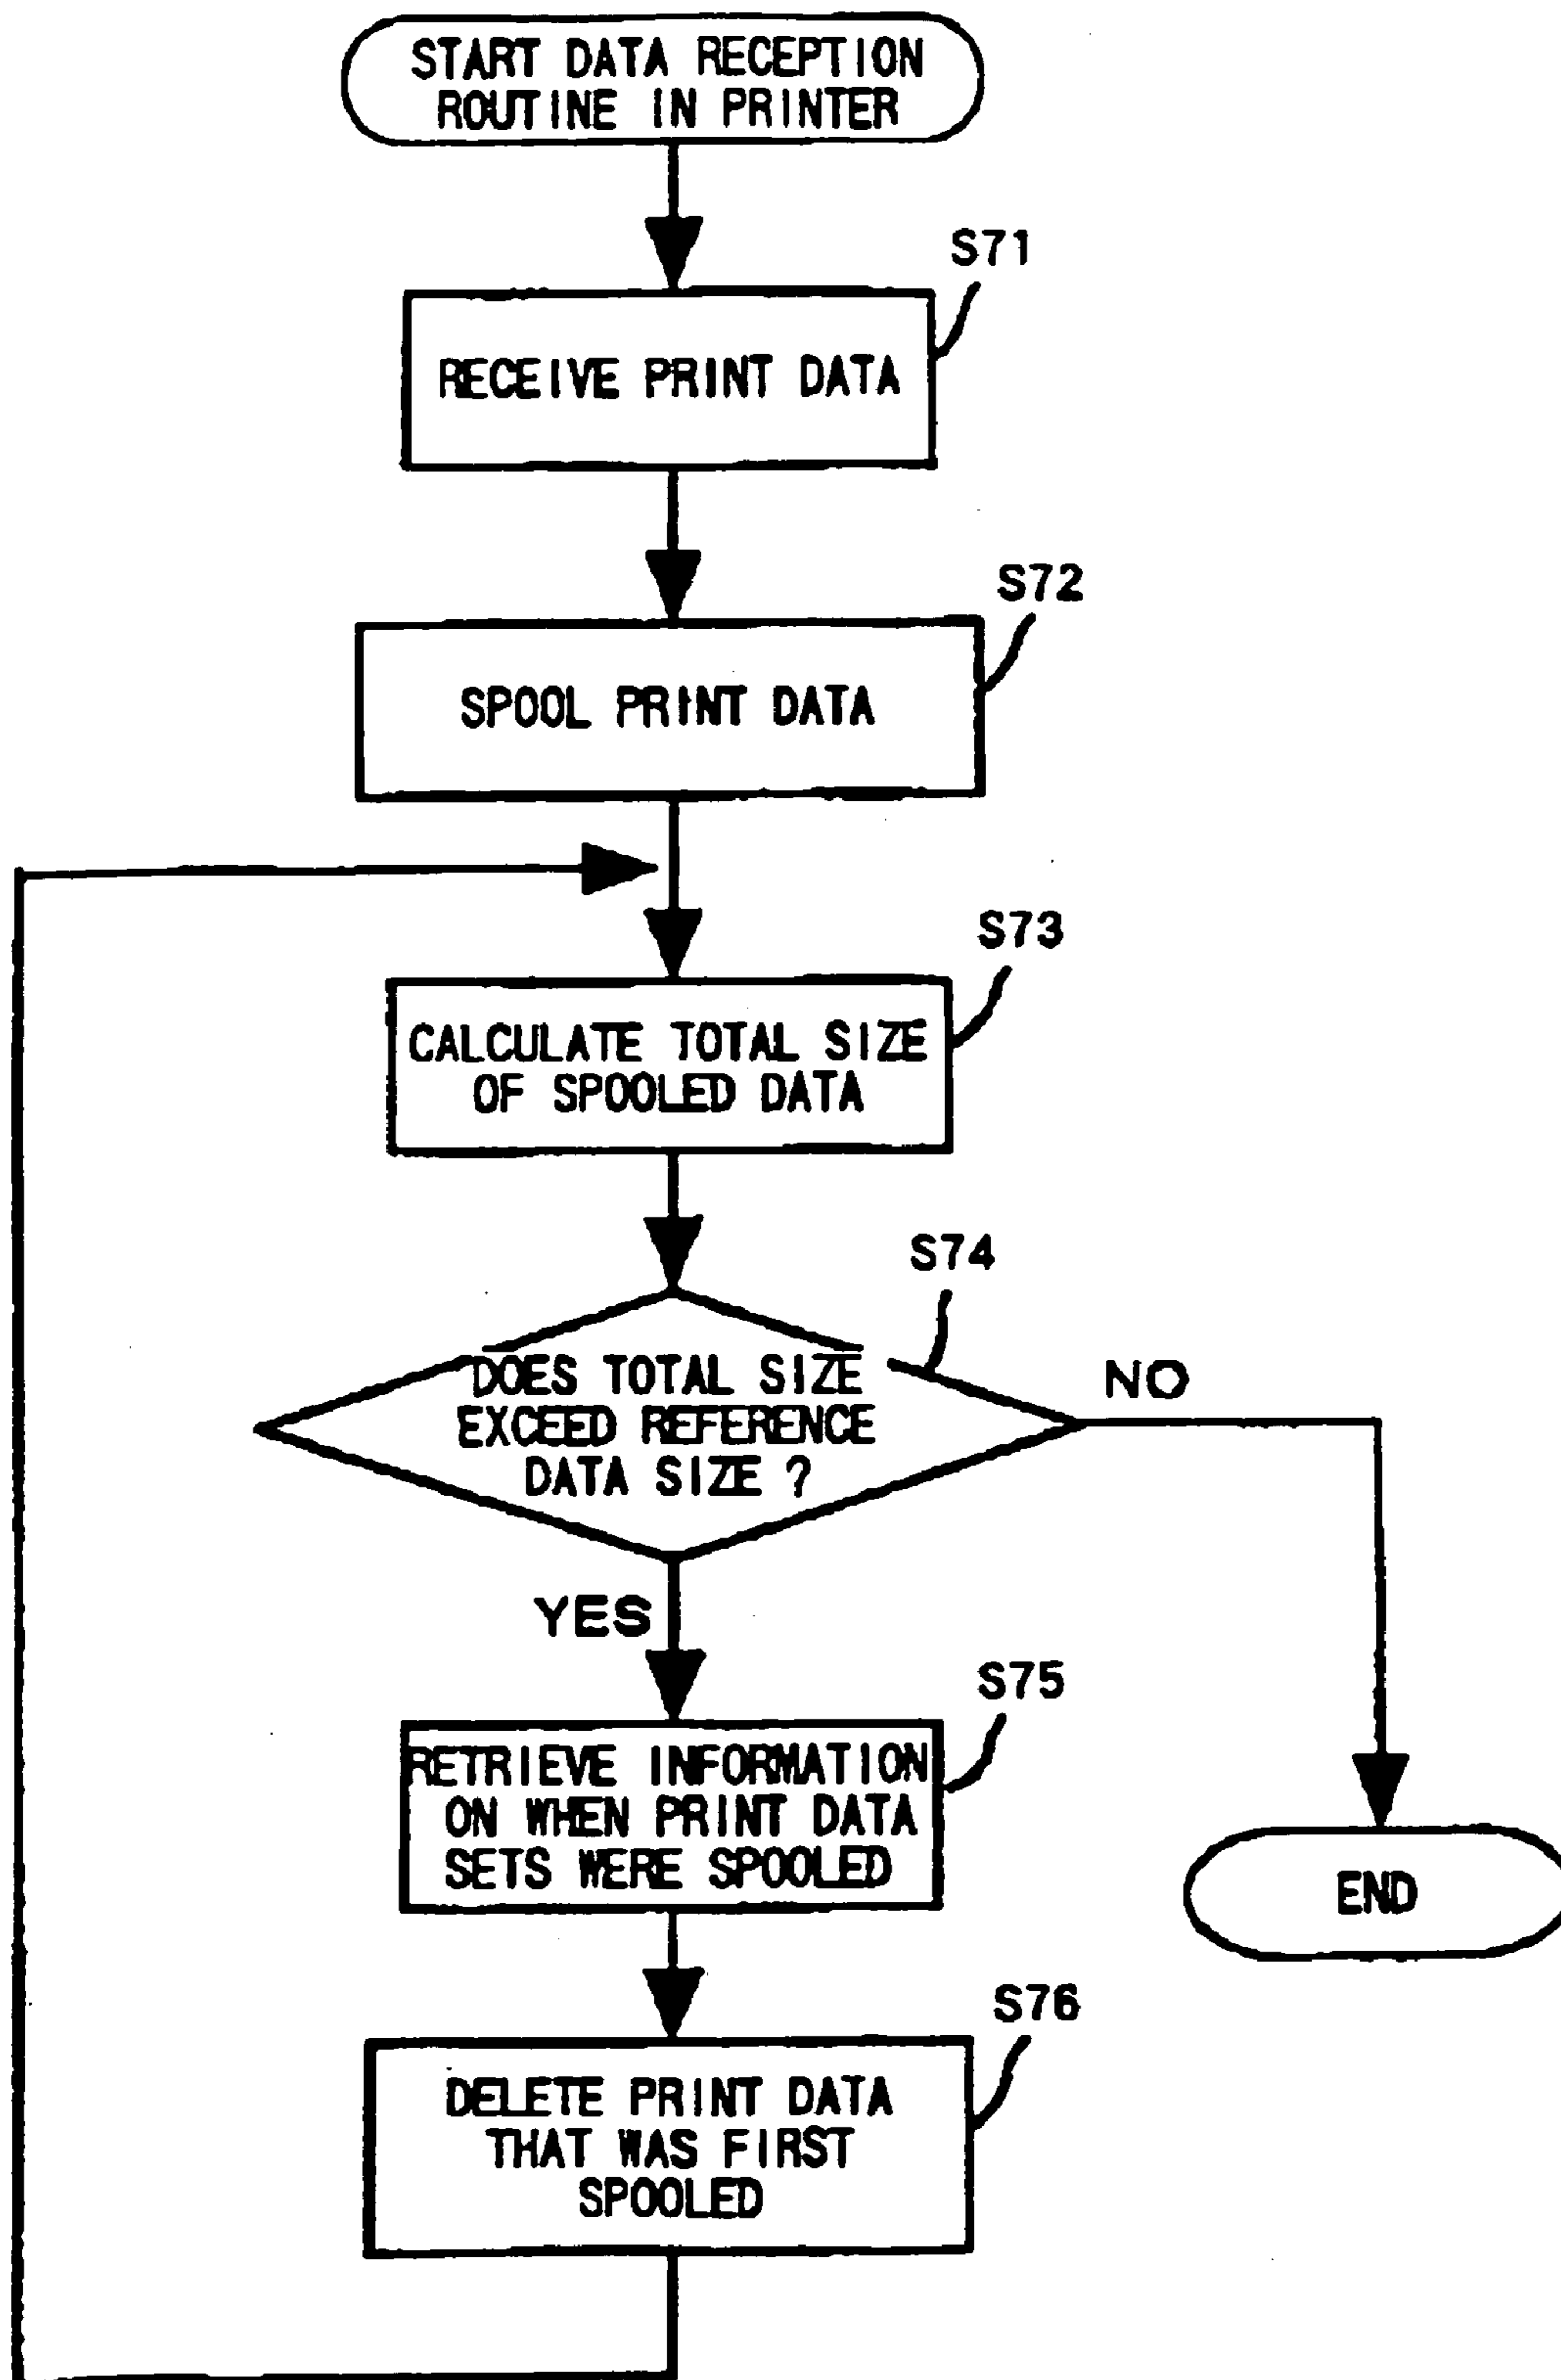 START DATA RECEPTION
ROUTINE IN PRINTER
S71
RECEIVE PRINT DATA
S72
SPOOL PRINT DATA
S73
CALCULATE TOTAL SIZE
OF SPOOLED DATA
S74
DOES TOTAL SIZE
EXCEED REFERENCE
DATA SIZE ?
NO
YES
S75
RETRIEVE INFORMATION
ON WHEN PRINT DATA
SETS WERE SPOOLED
END
S76
DELETE PRINT DATA
THAT WAS FIRST
SPOOLED